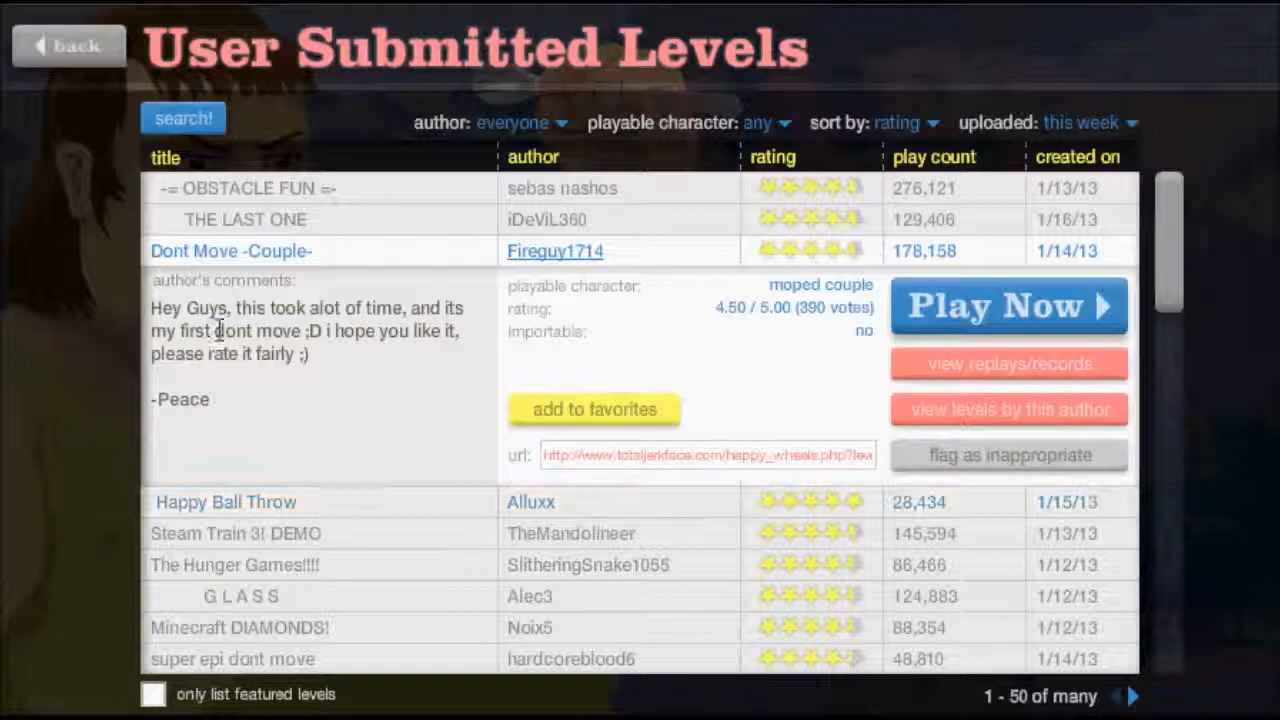 back
User Submitted Levels
search!
author: everyone playable character: any sort by: rating uploaded: this week
title author rating play count created on
-= OBSTACLE FUN =- sebas nashos 276,121 1/13/13
THE LAST ONE iDeViL360 129,406 1/16/13
Dont Move -Couple- Fireguy1714 178,158 1/14/13
author's comments:
Hey Guys, this took alot of time, and its
my first dont move ;D i hope you like it,
please rate it fairly ;)
-Peace
playable character: moped couple
rating: 4.50 / 5.00 (390 votes)
importable: no
add to favorites
url: http://www.totaljerkface.com/happy_wheels.php?lev
Play Now
view replays/records
view levels by this author
flag as inappropriate
Happy Ball Throw Alluxx 28,434 1/15/13
Steam Train 3! DEMO TheMandolineer 145,594 1/13/13
The Hunger Games!!!! SlitheringSnake1055 86,466 1/12/13
G L A S S Alec3 124,883 1/12/13
Minecraft DIAMONDS! Noix5 88,354 1/12/13
super epi dont move hardcoreblood6 48,810 1/14/13
only list featured levels
1 - 50 of many